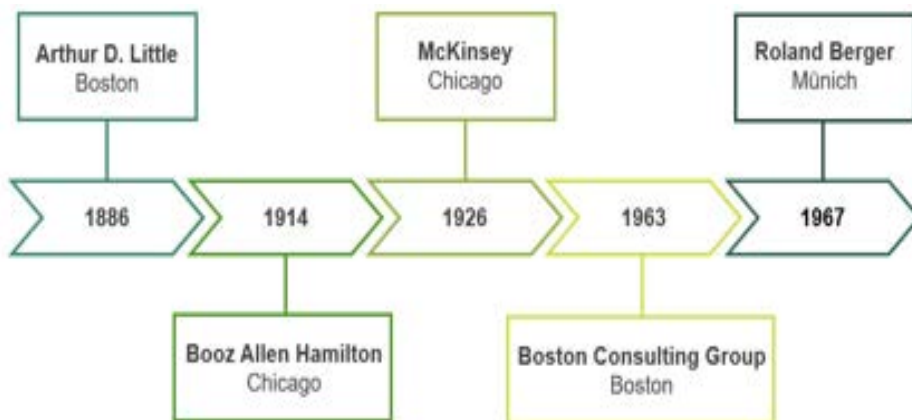 Arthur D. Little
Boston
McKinsey
Chicago
Roland Berger
Münich
1886
1914
1926
1963
1967
Booz Allen Hamilton
Chicago
Boston Consulting Group
Boston